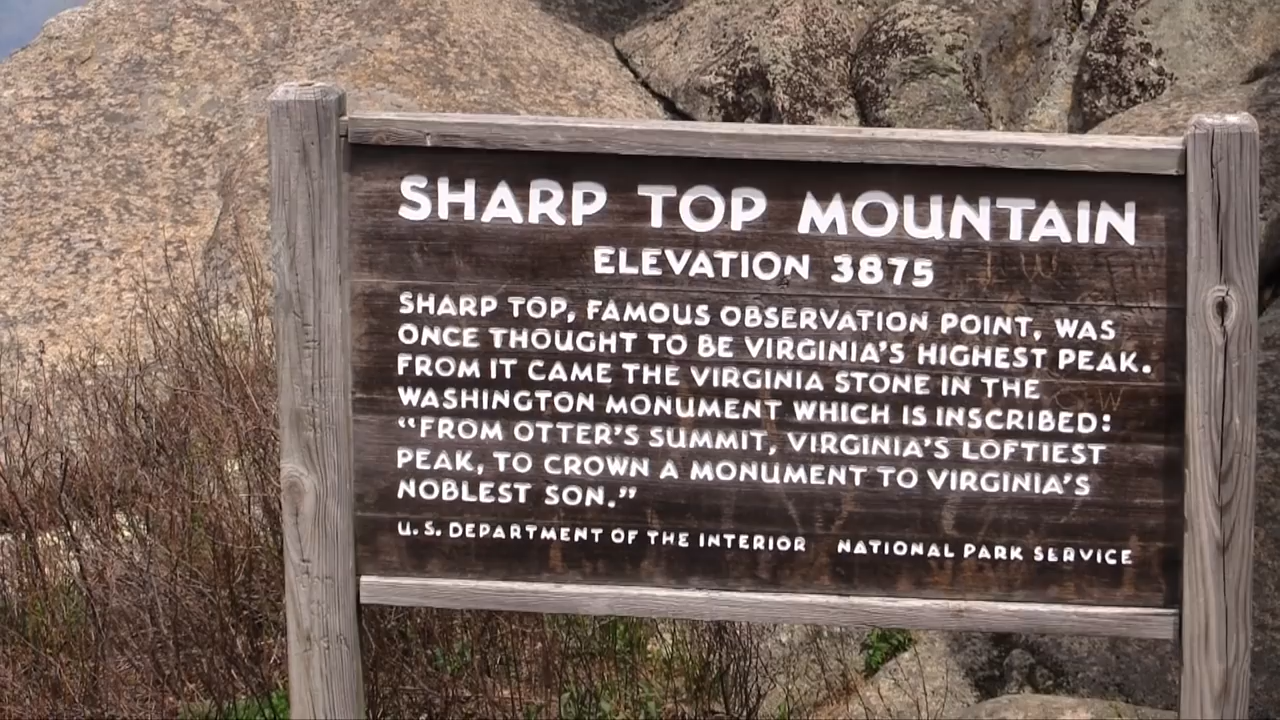 SHARP TOP MOUNTAIN
ELEVATION 3875
SHARP TOP, FAMOUS OBSERVATION POINT, WAS
ONCE THOUGHT TO BE VIRGINIA'S HIGHEST PEAK.
FROM IT CAME THE VIRGINIA STONE IN THE
WASHINGTON MONUMENT WHICH IS INSCRIBED:
"FROM OTTER'S SUMMIT, VIRGINIA'S LOFTIEST
PEAK, TO CROWN A MONUMENT TO VIRGINIA'S
NOBLEST SON."
U.S. DEPARTMENT OF THE INTERIOR NATIONAL PARK SERVICE